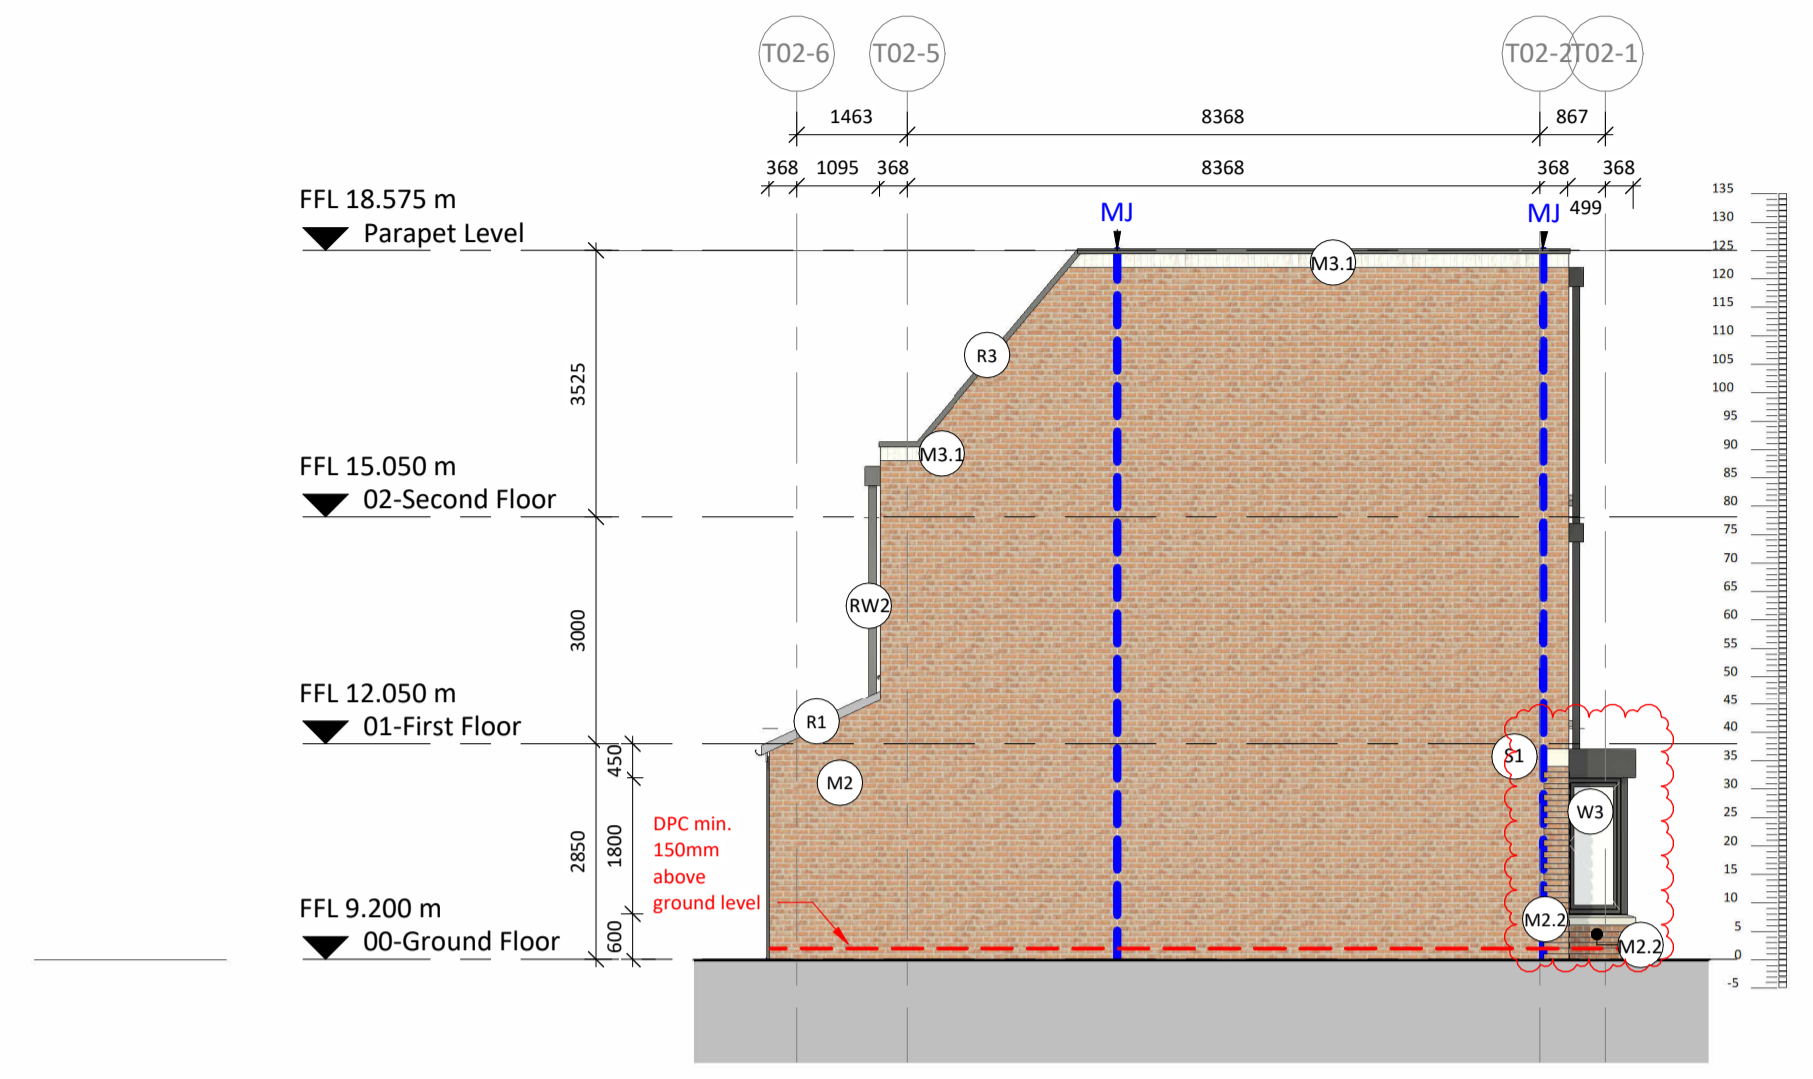 T02-6
T02-5
T02-2
T02-1
1463
8368
867
368
1095
368
8368
368
368
499
FFL 18.575 m
Parapet Level
MJ
MJ
M3.1
R3
3525
M3.1
FFL 15.050 m
02-Second Floor
RW2
3000
FFL 12.050 m
01-First Floor
R1
450
S1
M2
W3
DPC min.
150mm
above
ground level
2850
1800
FFL 9.200 m
00-Ground Floor
600
M2.2
M2.2
135
130
125
120
115
110
105
100
95
90
85
80
75
70
65
60
55
50
45
40
35
30
25
20
15
10
5
0
-5